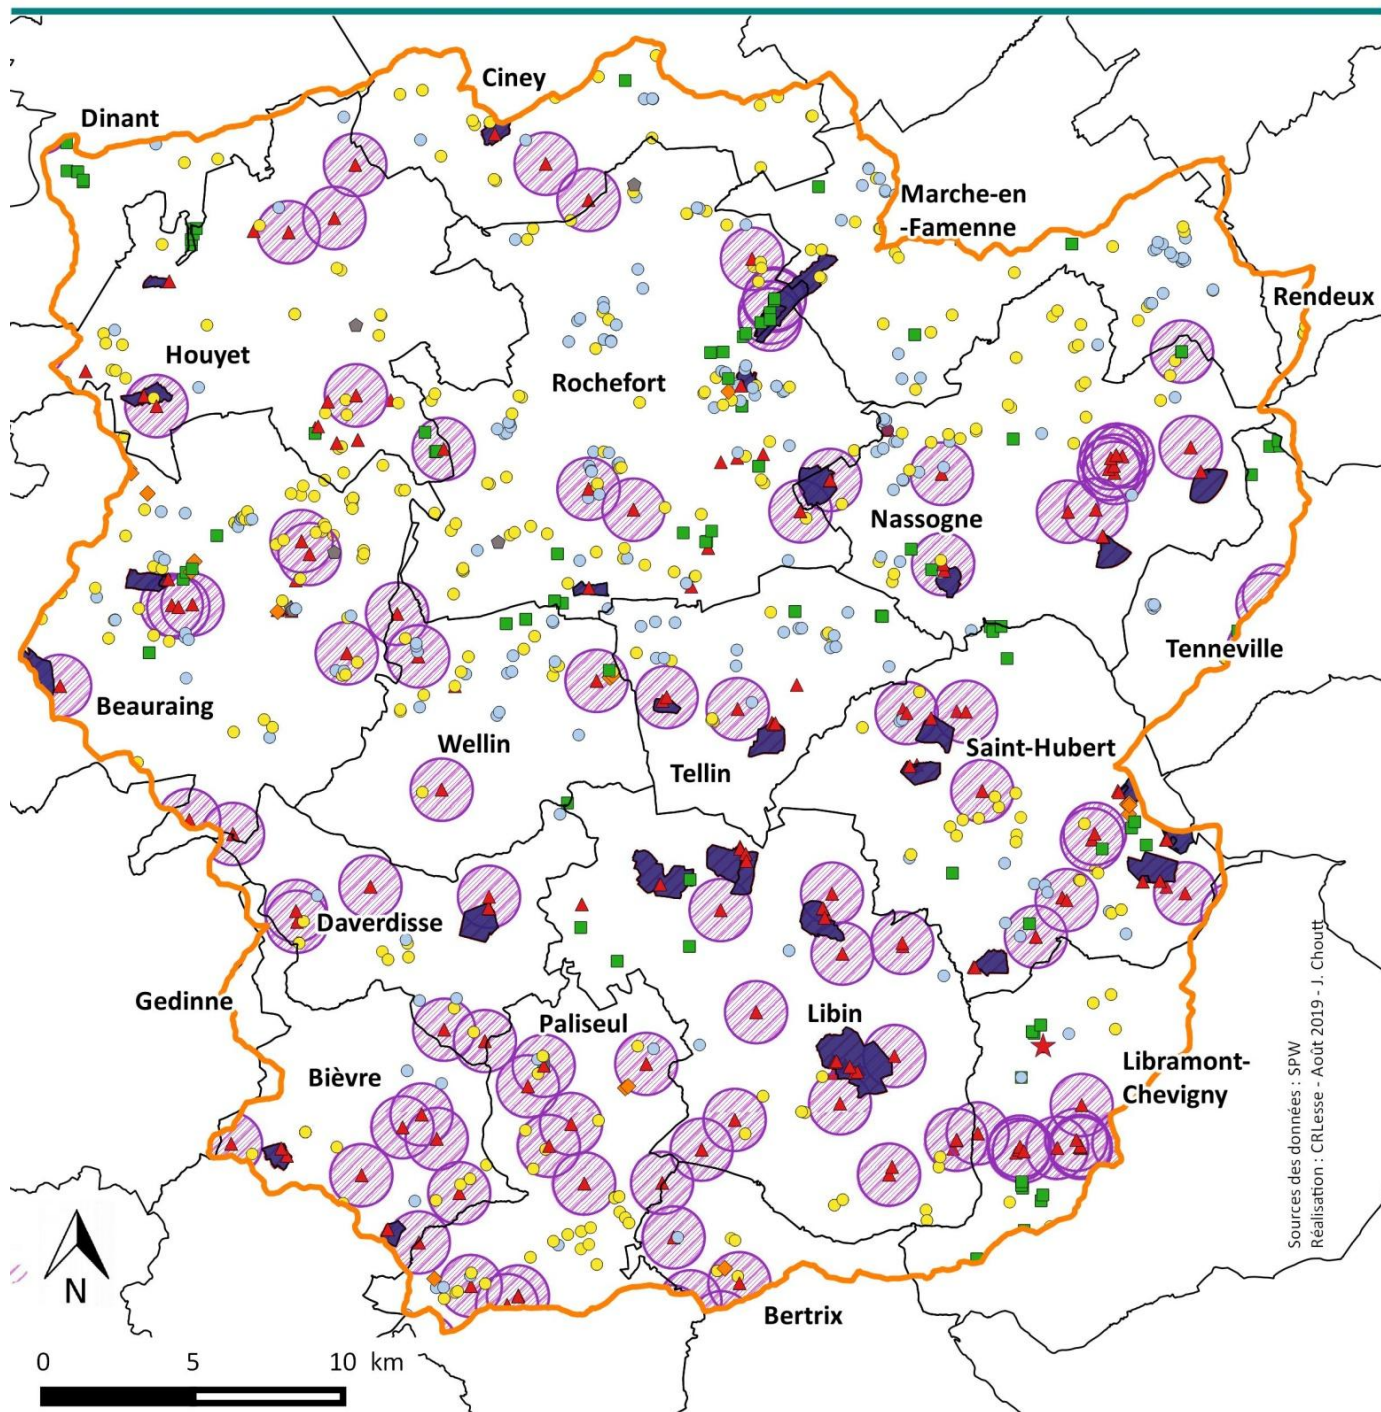 Ciney
Dinant
Marche-en
-Famenne
Rendeux
Houyet
Rochefort
Nassogne
Tenneville
Beauraing
Wellin
Saint-Hubert
Tellin
Daverdisse
Gedinne
Libin
Paliseul
Bièvre
Libramont-
Chevigny
Bertrix
Sources des données : SPW
Réalisation : CRLesse - Août 2019 - J. Choutt
N
0 5 10 km